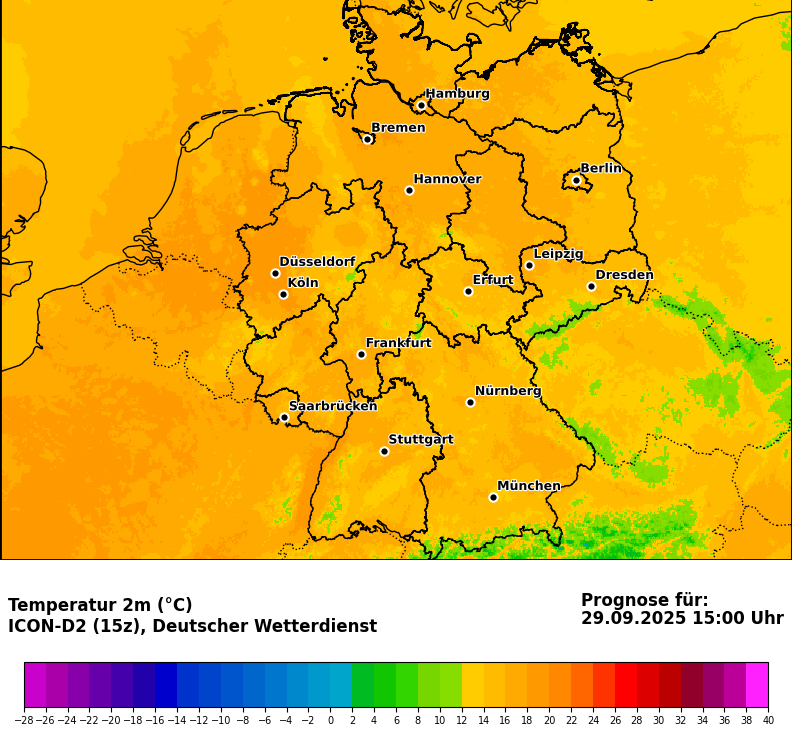 Hamburg
Bremen
Berlin
Hannover
Leipzig
Düsseldorf
Dresden
Köln
Erfurt
Frankfurt
Nürnberg
Saarbrücken
Stuttgart
München
Temperatur 2m (°C)
ICON-D2 (15z), Deutscher Wetterdienst
Prognose für:
29.09.2025 15:00 Uhr
−28 −26 −24 −22 −20 −18 −16 −14 −12 −10 −8 −6 −4 −2 0 2 4 6 8 10 12 14 16 18 20 22 24 26 28 30 32 34 36 38 40